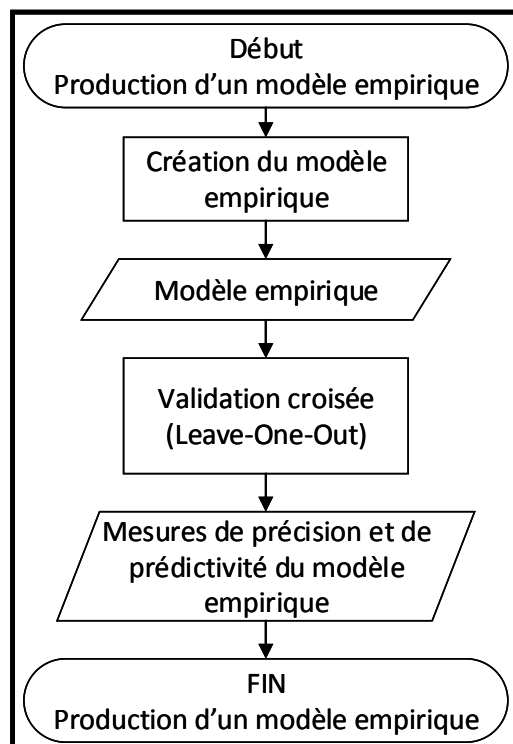 Début
Production d’un modèle empirique
Création du modèle
empirique
Modèle empirique
Validation croisée
(Leave-One-Out)
Mesures de précision et de
prédictivité du modèle
empirique
FIN
Production d’un modèle empirique